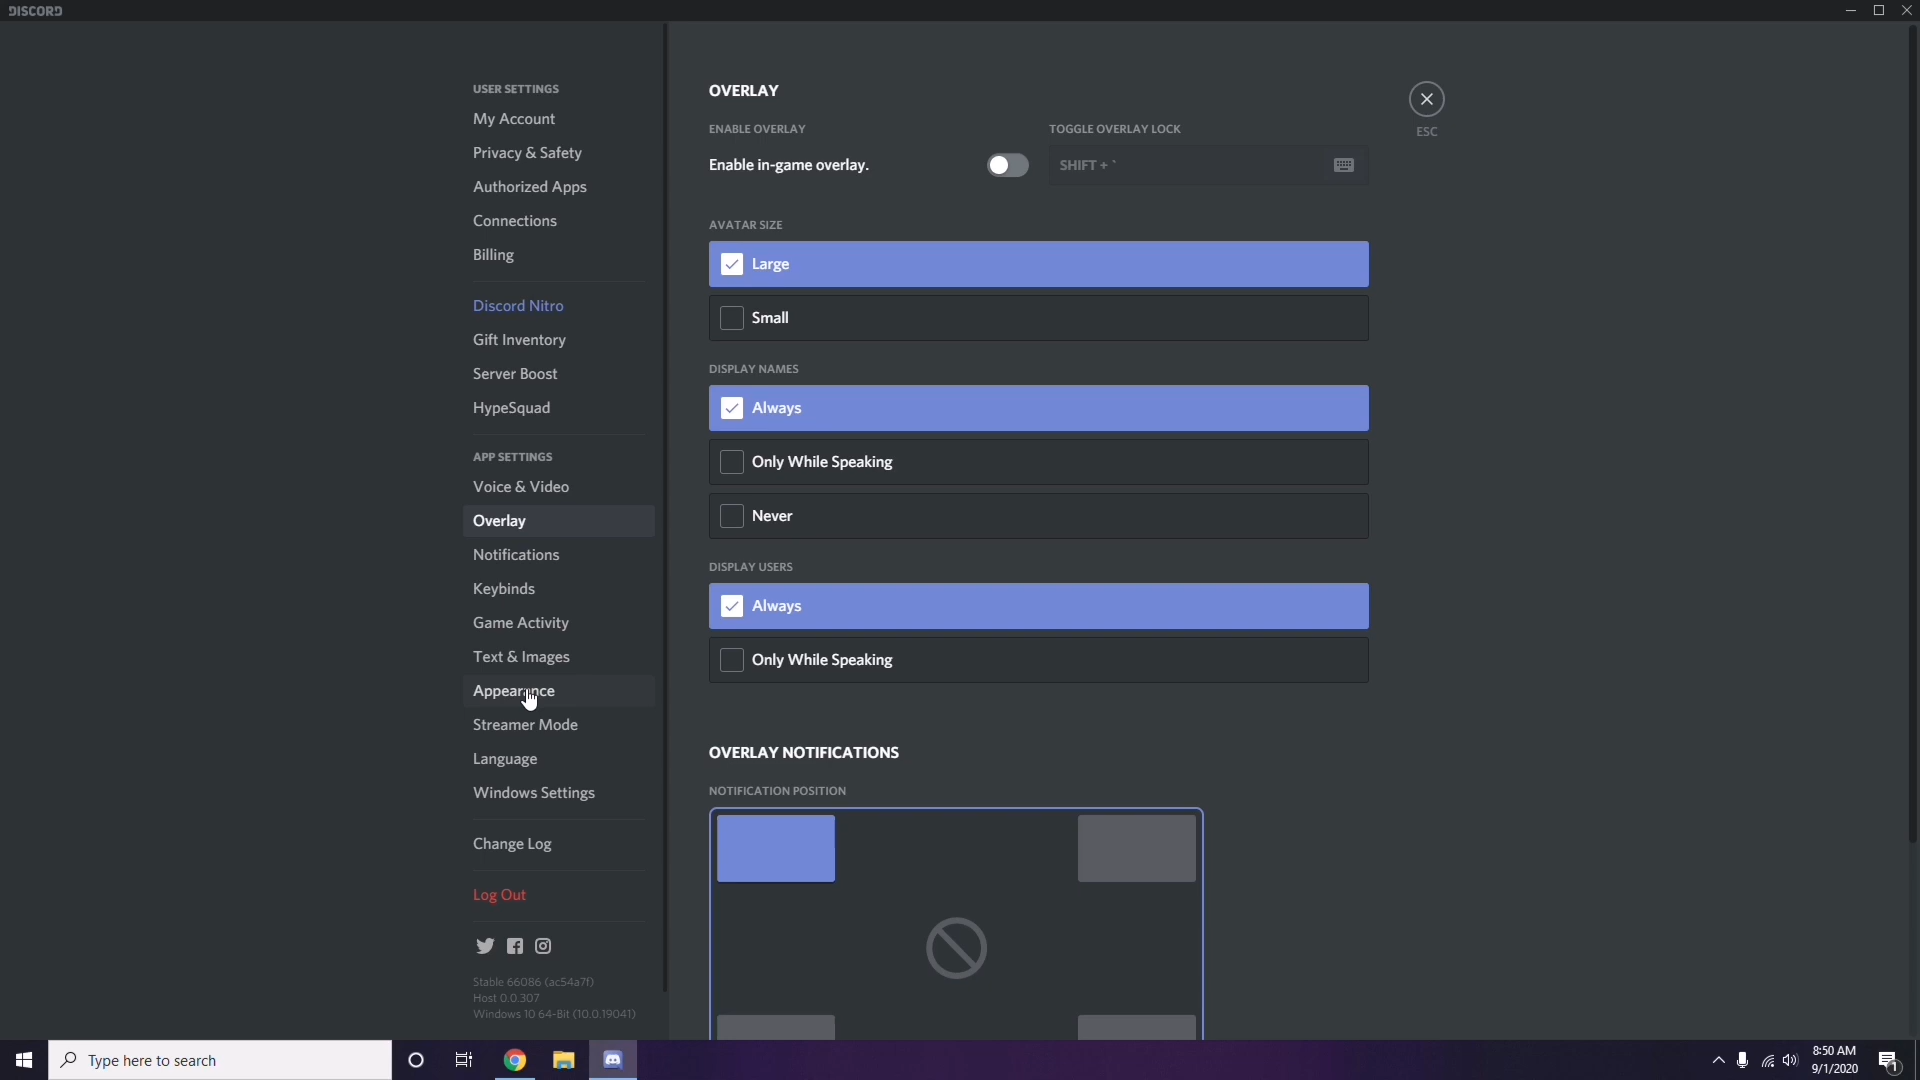 DISCORD
USER SETTINGS
My Account
Privacy & Safety
Authorized Apps
Connections
Billing
Discord Nitro
Gift Inventory
Server Boost
HypeSquad
APP SETTINGS
Voice & Video
Overlay
Notifications
Keybinds
Game Activity
Text & Images
Appearance
Streamer Mode
Language
Windows Settings
Change Log
Log Out
Stable 66086 (ac54a7f)
Host 0.0.307
Windows 10 64-Bit (10.0.19041)
OVERLAY
ENABLE OVERLAY
Enable in-game overlay.
TOGGLE OVERLAY LOCK
SHIFT + `
ESC
AVATAR SIZE
Large
Small
DISPLAY NAMES
Always
Only While Speaking
Never
DISPLAY USERS
Always
Only While Speaking
OVERLAY NOTIFICATIONS
NOTIFICATION POSITION
Type here to search
8:50 AM
9/1/2020
1